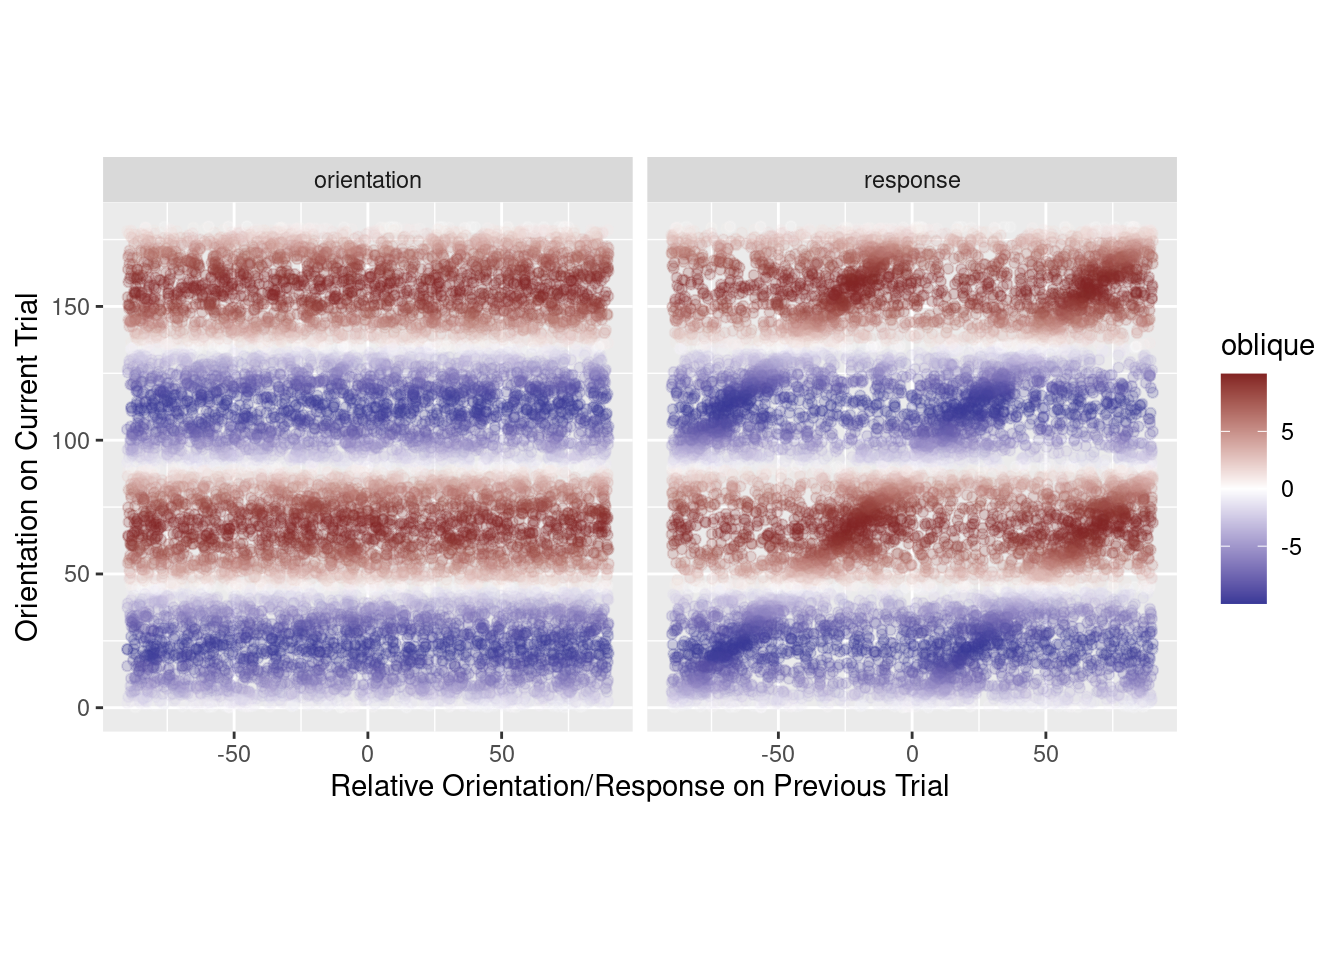 orientation
response
Orientation on Current Trial
150
100
50
0
-50
0
50
-50
0
50
Relative Orientation/Response on Previous Trial
oblique
5
0
-5